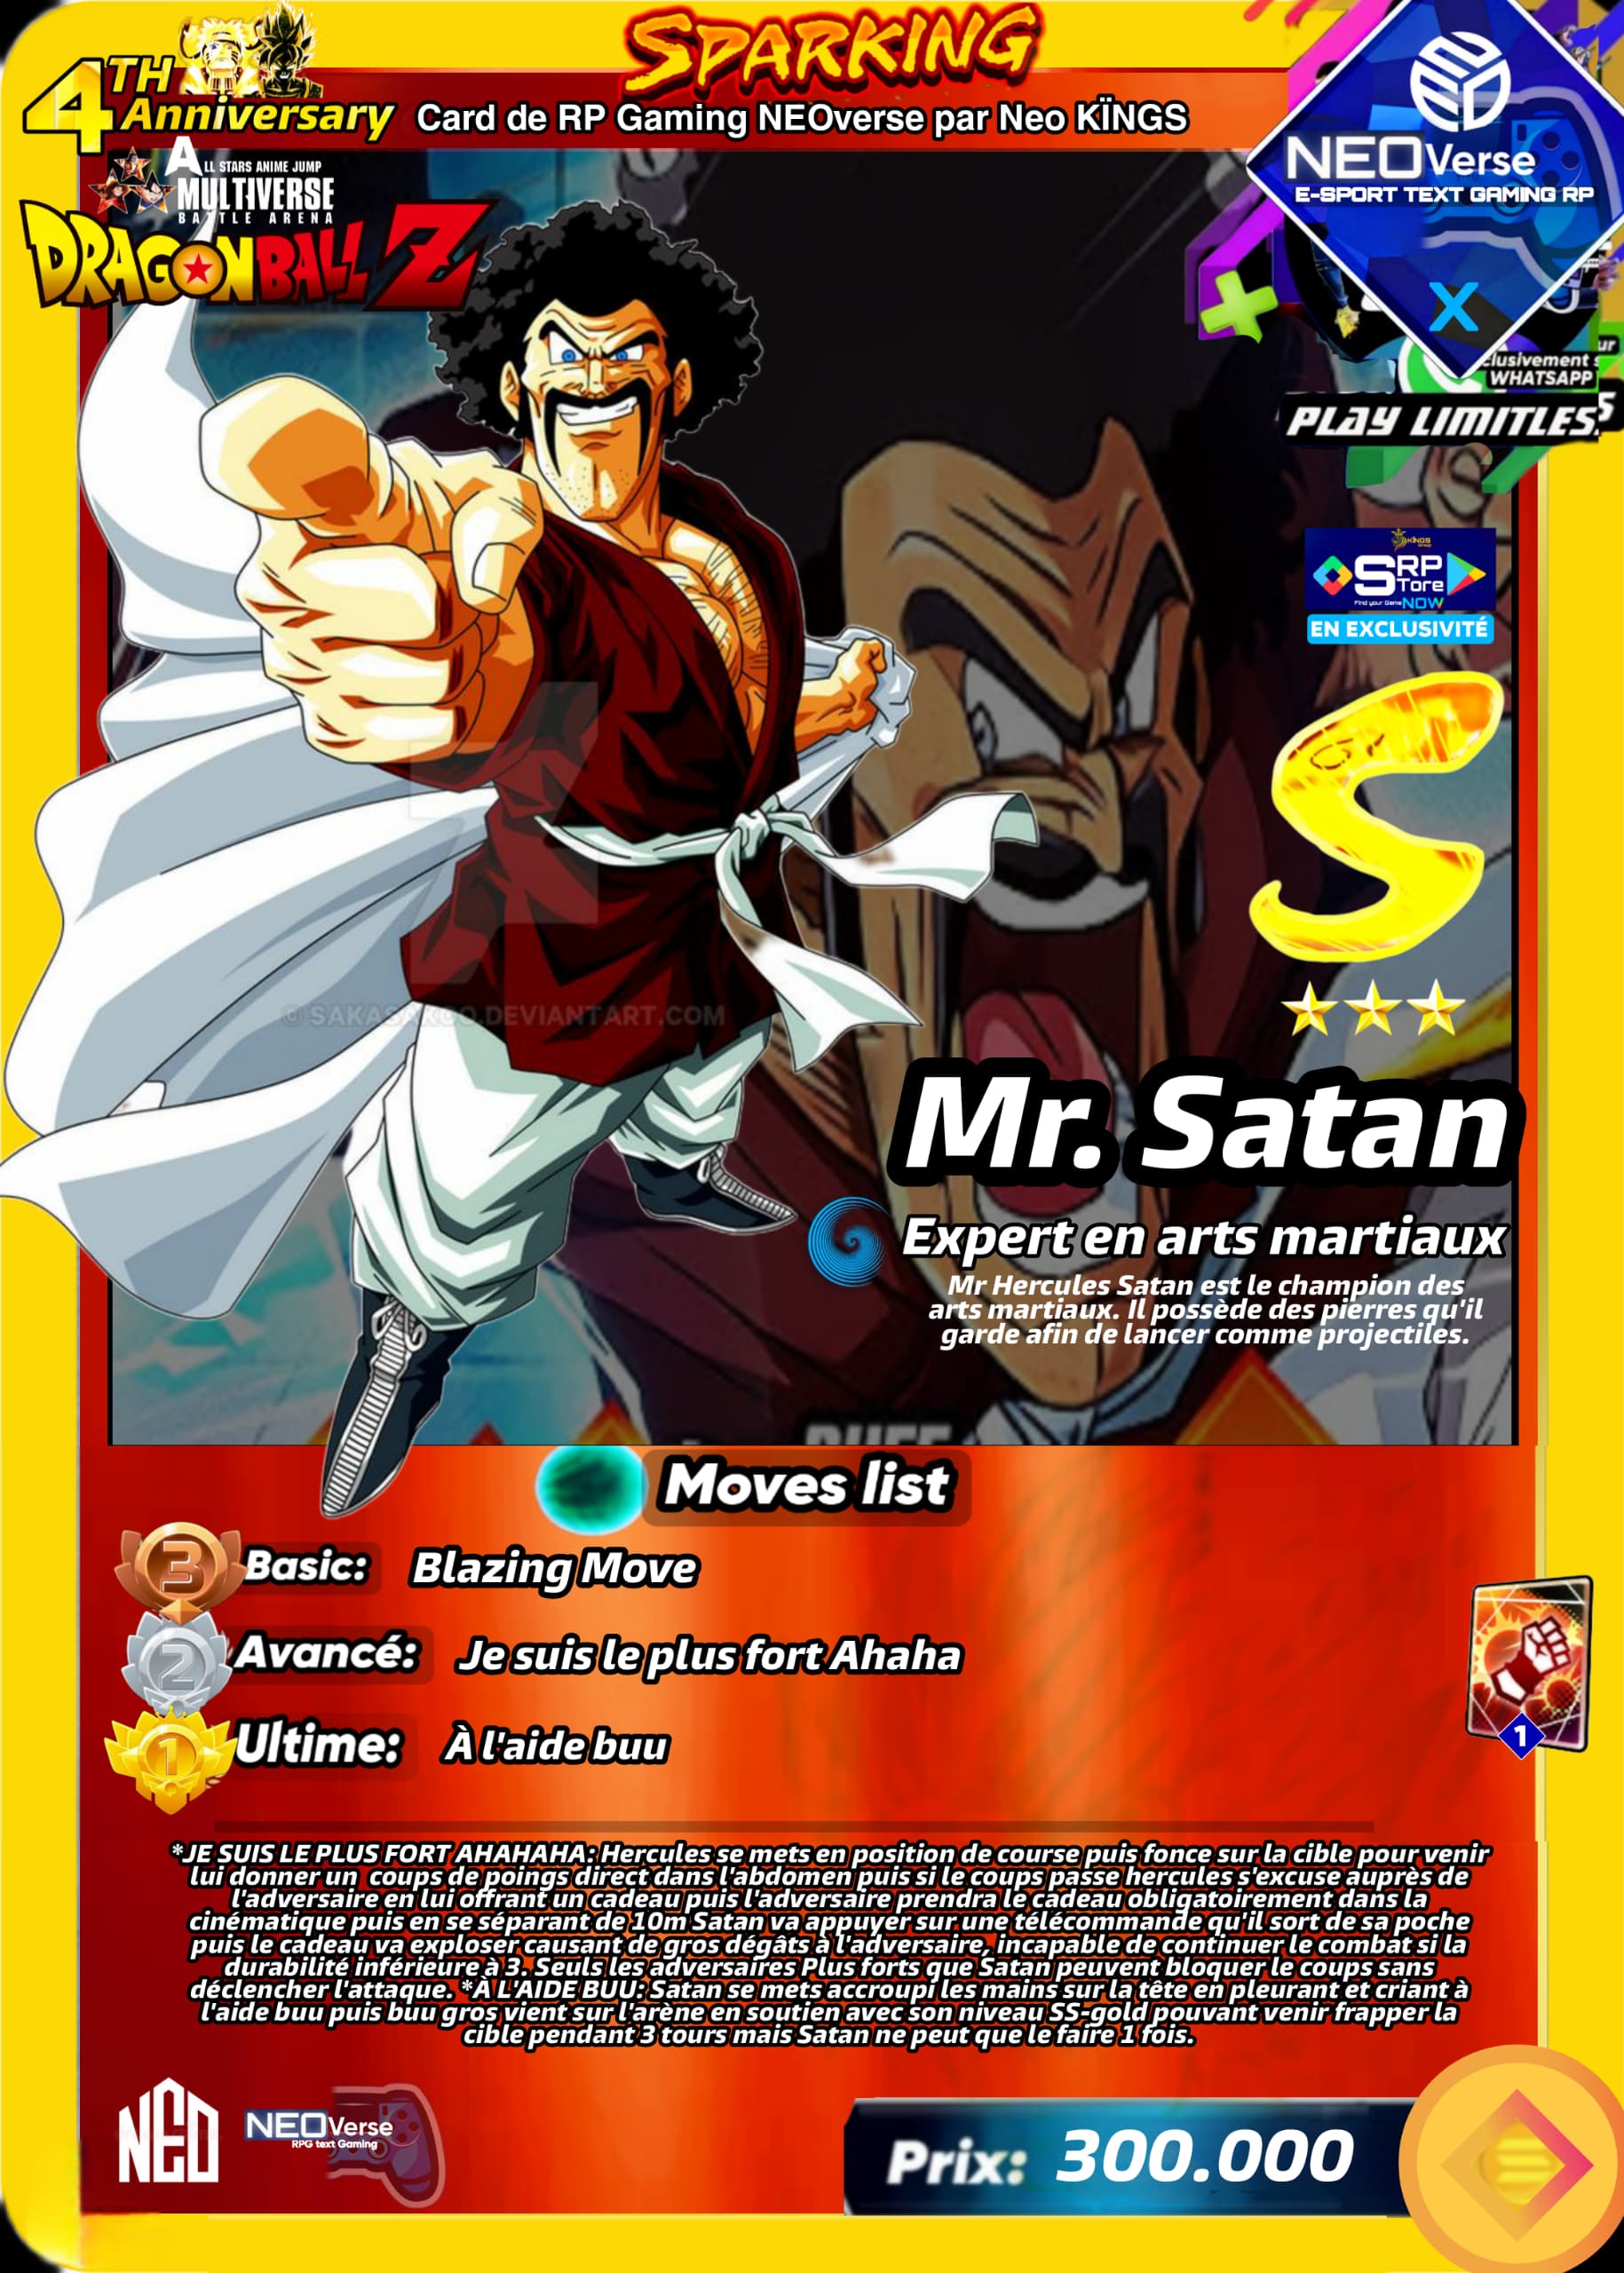 SPARKING
4TH
Anniversary
Card de RP Gaming NEOverse par Neo KÏNGS
ALL STARS ANIME JUMP
MULTIVERSE
BATTLE ARENA
DRAGONBALL Z
NEOVerse
E-SPORT TEXT GAMING RP
X
WHATSAPP
PLAY LIMITLES
KINGS
SRP
Tore
Find your Game NOW
EN EXCLUSIVITÉ
S
© SAKASAKOO.DEVIANTART.COM
Mr. Satan
Expert en arts martiaux
Mr Hercules Satan est le champion des
arts martiaux. Il possède des pierres qu'il
garde afin de lancer comme projectiles.
Moves list
3 Basic: Blazing Move
2 Avancé: Je suis le plus fort Ahaha
1 Ultime: À l'aide buu
1
*JE SUIS LE PLUS FORT AHAHAHA: Hercules se mets en position de course puis fonce sur la cible pour venir
lui donner un coups de poings direct dans l'abdomen puis si le coups passe hercules s'excuse auprès de
l'adversaire en lui offrant un cadeau puis l'adversaire prendra le cadeau obligatoirement dans la
cinématique puis en se séparant de 10m Satan va appuyer sur une télécommande qu'il sort de sa poche
puis le cadeau va exploser causant de gros dégâts à l'adversaire, incapable de continuer le combat si la
durabilité inférieure à 3. Seuls les adversaires Plus forts que Satan peuvent bloquer le coups sans
déclencher l'attaque. *À L'AIDE BUU: Satan se mets accroupi les mains sur la tête en pleurant et criant à
l'aide buu puis buu gros vient sur l'arène en soutien avec son niveau SS-gold pouvant venir frapper la
cible pendant 3 tours mais Satan ne peut que le faire 1 fois.
NEO
NEOVerse
RPG text Gaming
Prix: 300.000